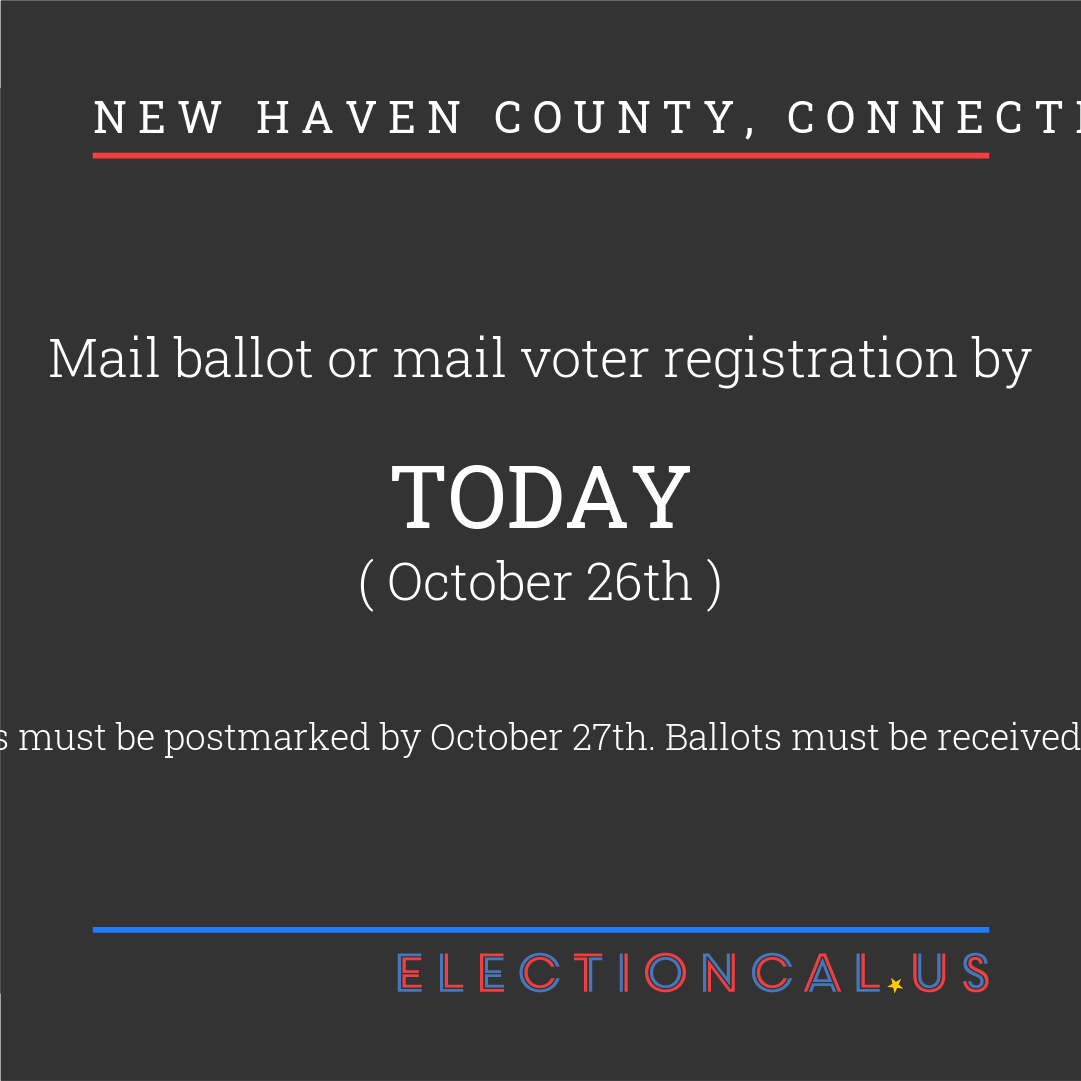 NEW HAVEN COUNTY, CONNECTI
Mail ballot or mail voter registration by
TODAY
( October 26th )
s must be postmarked by October 27th. Ballots must be received
ELECTIONCAL.US